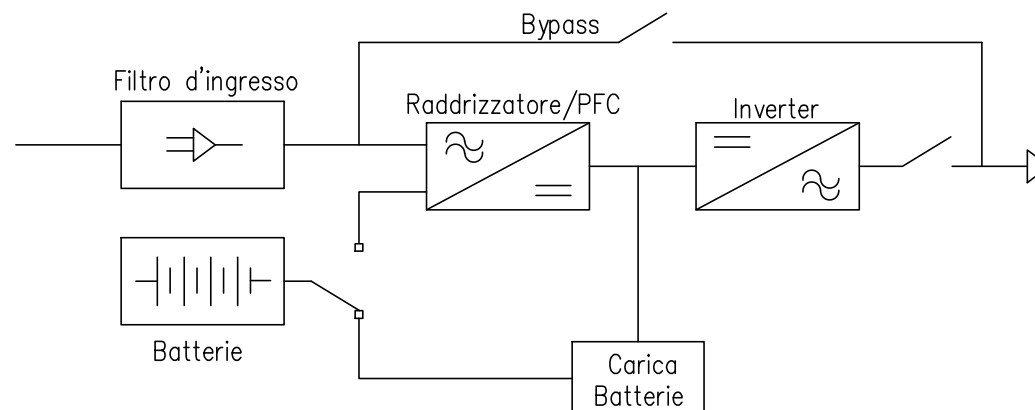 Bypass
Filtro d'ingresso
Raddrizzatore/PFC
Inverter
Batterie
Carica
Batterie